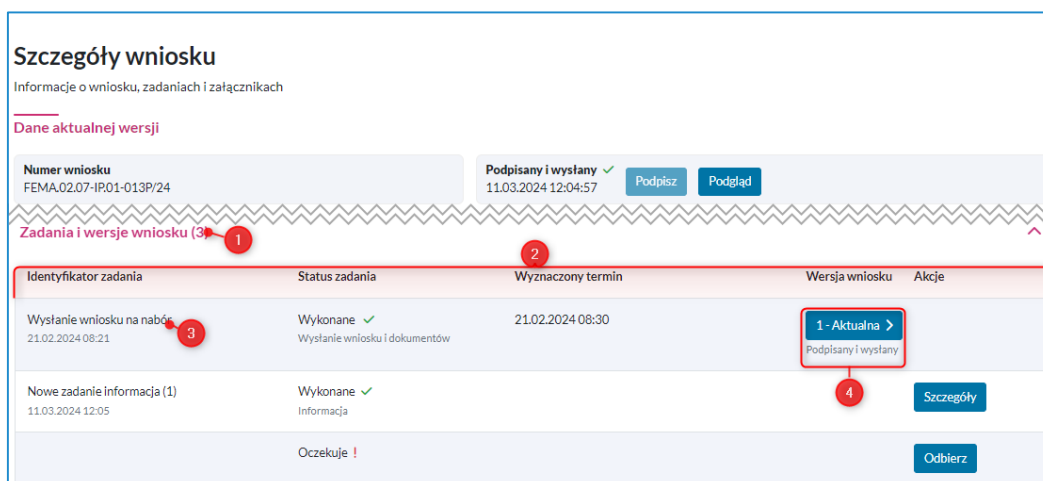 Szczegóły wniosku
Informacje o wniosku, zadaniach i załącznikach
Dane aktualnej wersji
Numer wniosku
FEMA.02.07-IP.01-013P/24
Podpisany i wysłany
11.03.2024 12:04:57
Podpisz
Podgląd
Zadania i wersje wniosku (3)
1
2
Identyfikator zadania
Status zadania
Wyznaczony termin
Wersja wniosku
Akcje
Wysłanie wniosku na nabór
3
21.02.2024 08:21
Wykonane
Wysłanie wniosku i dokumentów
21.02.2024 08:30
1 - Aktualna >
Podpisany i wysłany
4
Nowe zadanie informacja (1)
11.03.2024 12:05
Wykonane
Informacja
Szczegóły
Oczekuje !
Odbierz